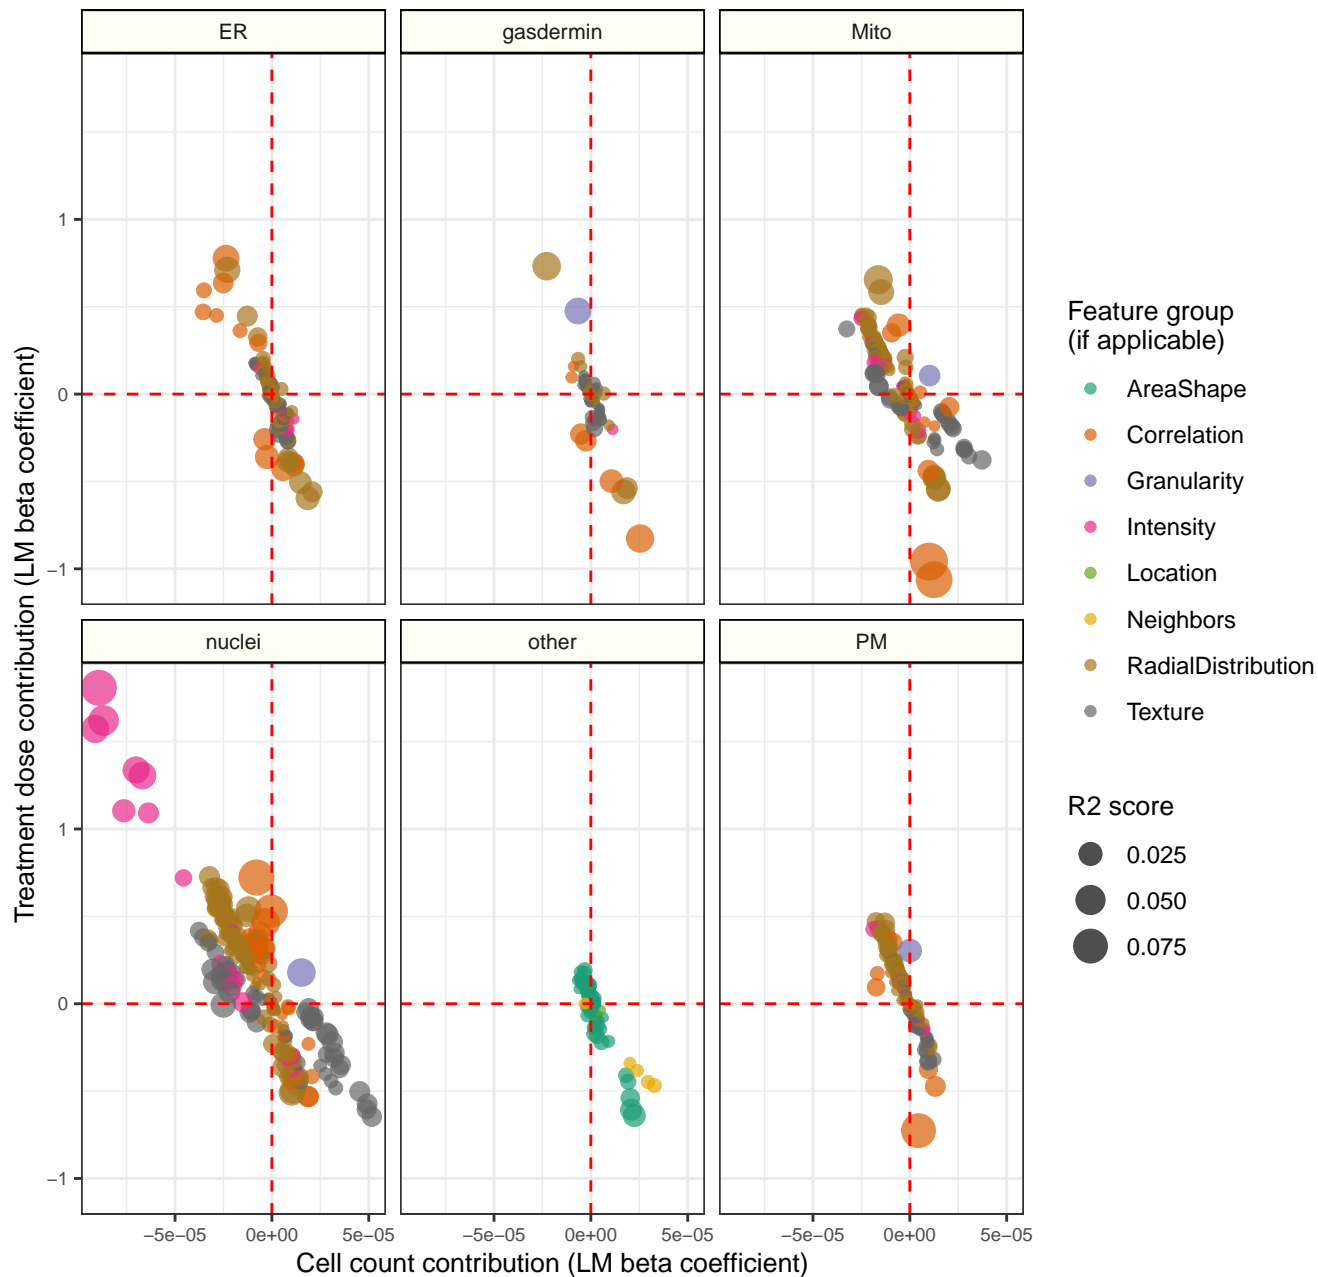 ER
gasdermin
Mito
1
0
−1
nuclei
other
PM
1
0
−1
−5e−05
0e+00
5e−05
−5e−05
0e+00
5e−05
−5e−05
0e+00
5e−05
Cell count contribution (LM beta coefficient)
Treatment dose contribution (LM beta coefficient)
Feature group
(if applicable)
AreaShape
Correlation
Granularity
Intensity
Location
Neighbors
RadialDistribution
Texture
R2 score
0.025
0.050
0.075